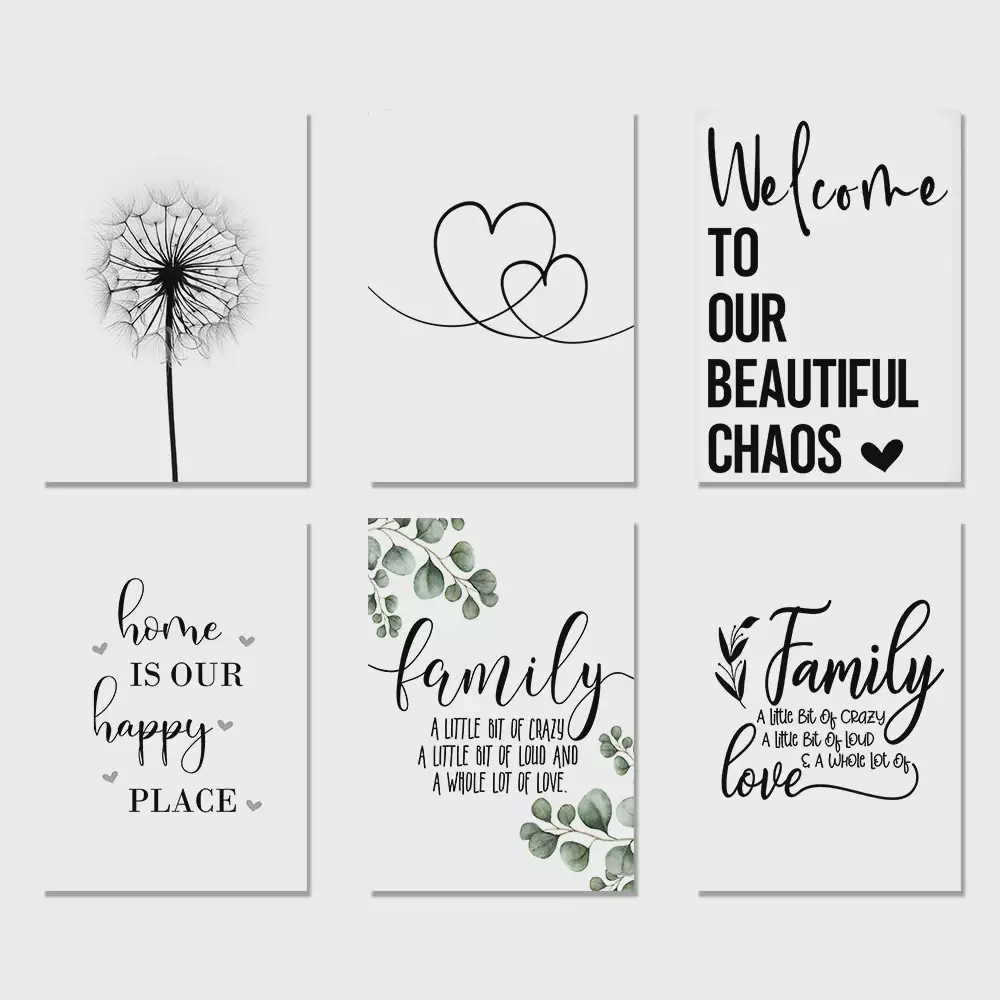 Welcome
TO
OUR
BEAUTIFUL
CHAOS
home
IS OUR
happy
PLACE
family
A LITTLE BIT OF CRAZY
A LITTLE BIT OF LOUD AND
A WHOLE LOT OF LOVE.
Family
A little Bit Of CRAZY
A little Bit Of LOUD
& A WHOLE LOT OF
love